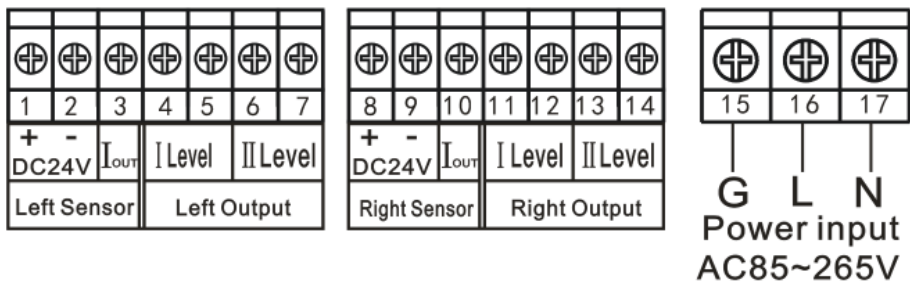 1 2 3 4 5 6 7
+ -
DC24V IOUT I Level II Level
Left Sensor Left Output
8 9 10 11 12 13 14
+ -
DC24V IOUT I Level II Level
Right Sensor Right Output
15 16 17
G L N
Power input
AC85~265V